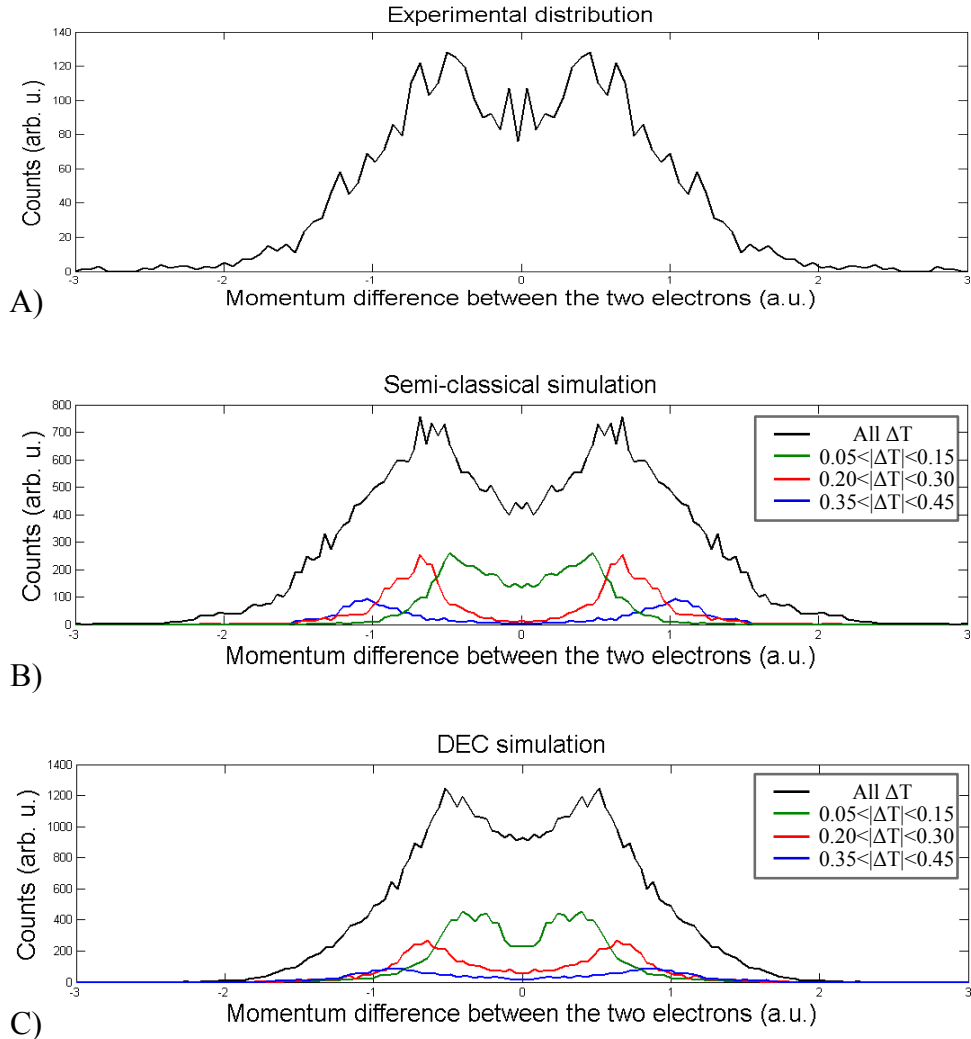 Experimental distribution
140
120
100
80
60
40
20
0
Counts (arb. u.)
-3
-2
-1
0
1
2
3
Momentum difference between the two electrons (a.u.)
A)
Semi-classical simulation
800
700
600
500
400
300
200
100
0
Counts (arb. u.)
All ΔT
0.05<|ΔT|<0.15
0.20<|ΔT|<0.30
0.35<|ΔT|<0.45
-3
-2
-1
0
1
2
3
Momentum difference between the two electrons (a.u.)
B)
DEC simulation
1400
1200
1000
800
600
400
200
0
Counts (arb. u.)
All ΔT
0.05<|ΔT|<0.15
0.20<|ΔT|<0.30
0.35<|ΔT|<0.45
-3
-2
-1
0
1
2
3
Momentum difference between the two electrons (a.u.)
C)